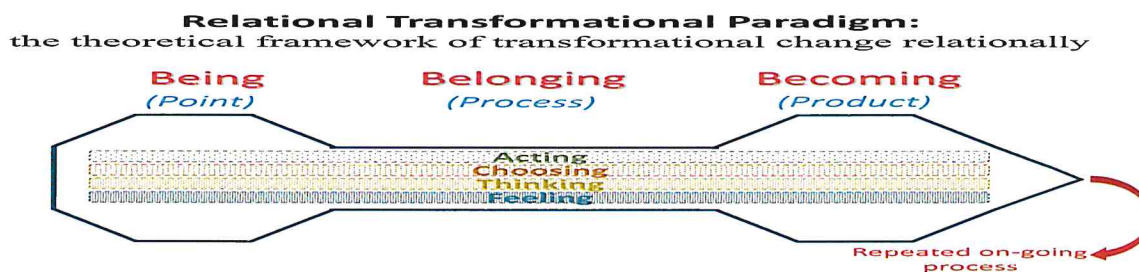 Relational Transformational Paradigm:
the theoretical framework of transformational change relationally
Being Belonging Becoming
(Point) (Process) (Product)
Acting
Choosing
Thinking
Feeling
Repeated on-going
process